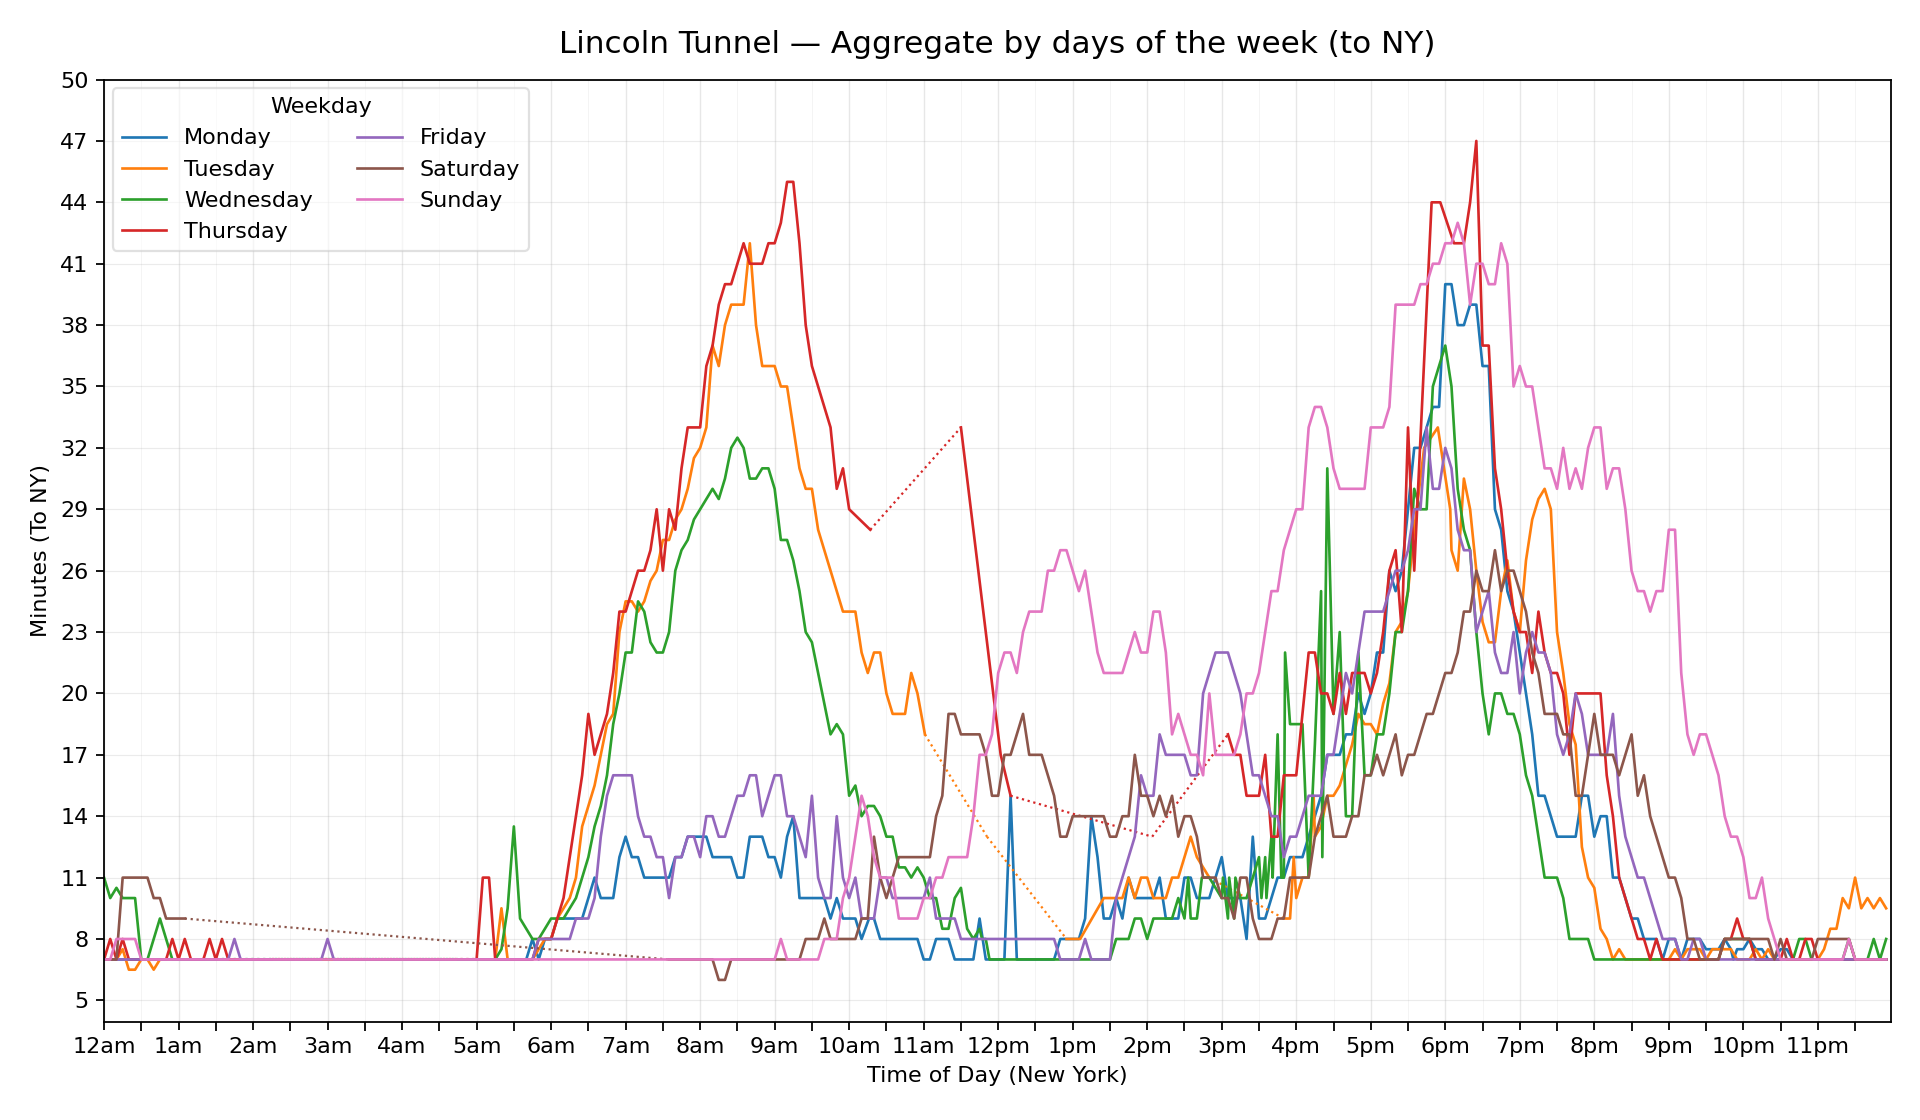 Lincoln Tunnel — Aggregate by days of the week (to NY)
Weekday
Monday
Tuesday
Wednesday
Thursday
Friday
Saturday
Sunday
Minutes (To NY)
50
47
44
41
38
35
32
29
26
23
20
17
14
11
8
5
12am 1am 2am 3am 4am 5am 6am 7am 8am 9am 10am 11am 12pm 1pm 2pm 3pm 4pm 5pm 6pm 7pm 8pm 9pm 10pm 11pm
Time of Day (New York)